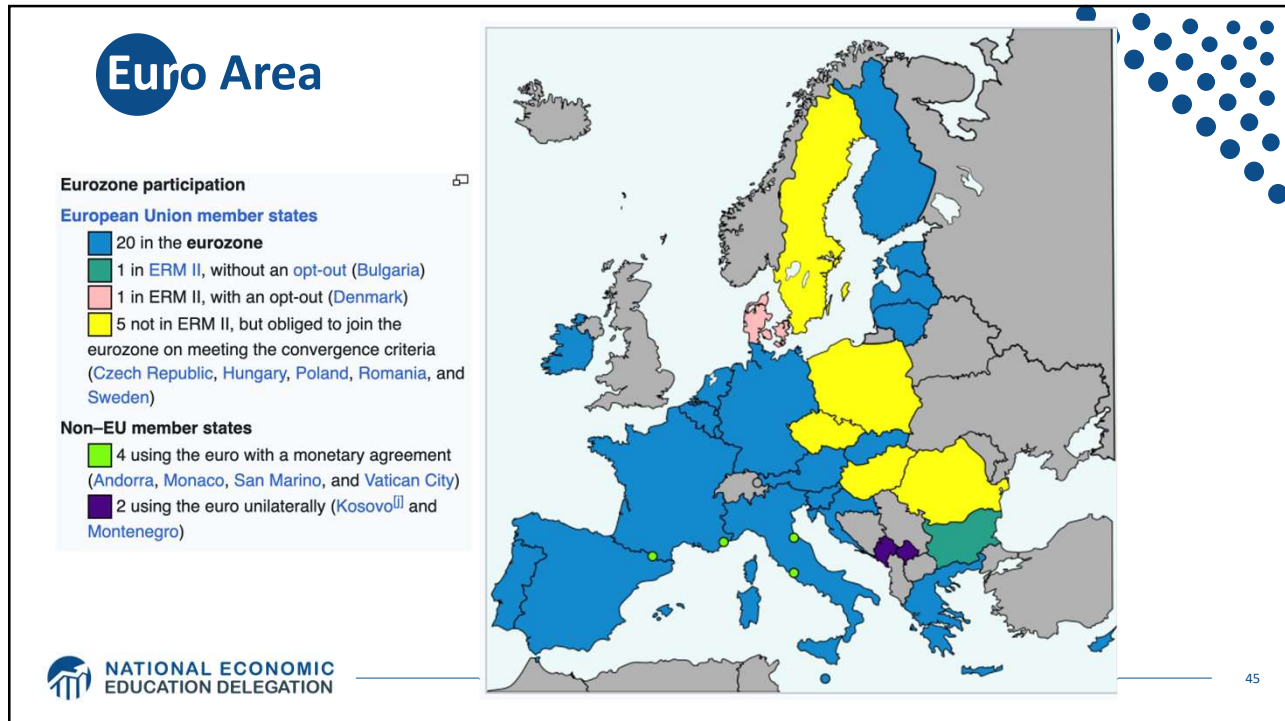 Euro Area
Eurozone participation
European Union member states
20 in the eurozone
1 in ERM II, without an opt-out (Bulgaria)
1 in ERM II, with an opt-out (Denmark)
5 not in ERM II, but obliged to join the
eurozone on meeting the convergence criteria
(Czech Republic, Hungary, Poland, Romania, and
Sweden)
Non–EU member states
4 using the euro with a monetary agreement
(Andorra, Monaco, San Marino, and Vatican City)
2 using the euro unilaterally (Kosovo[j] and
Montenegro)
NATIONAL ECONOMIC
EDUCATION DELEGATION
45